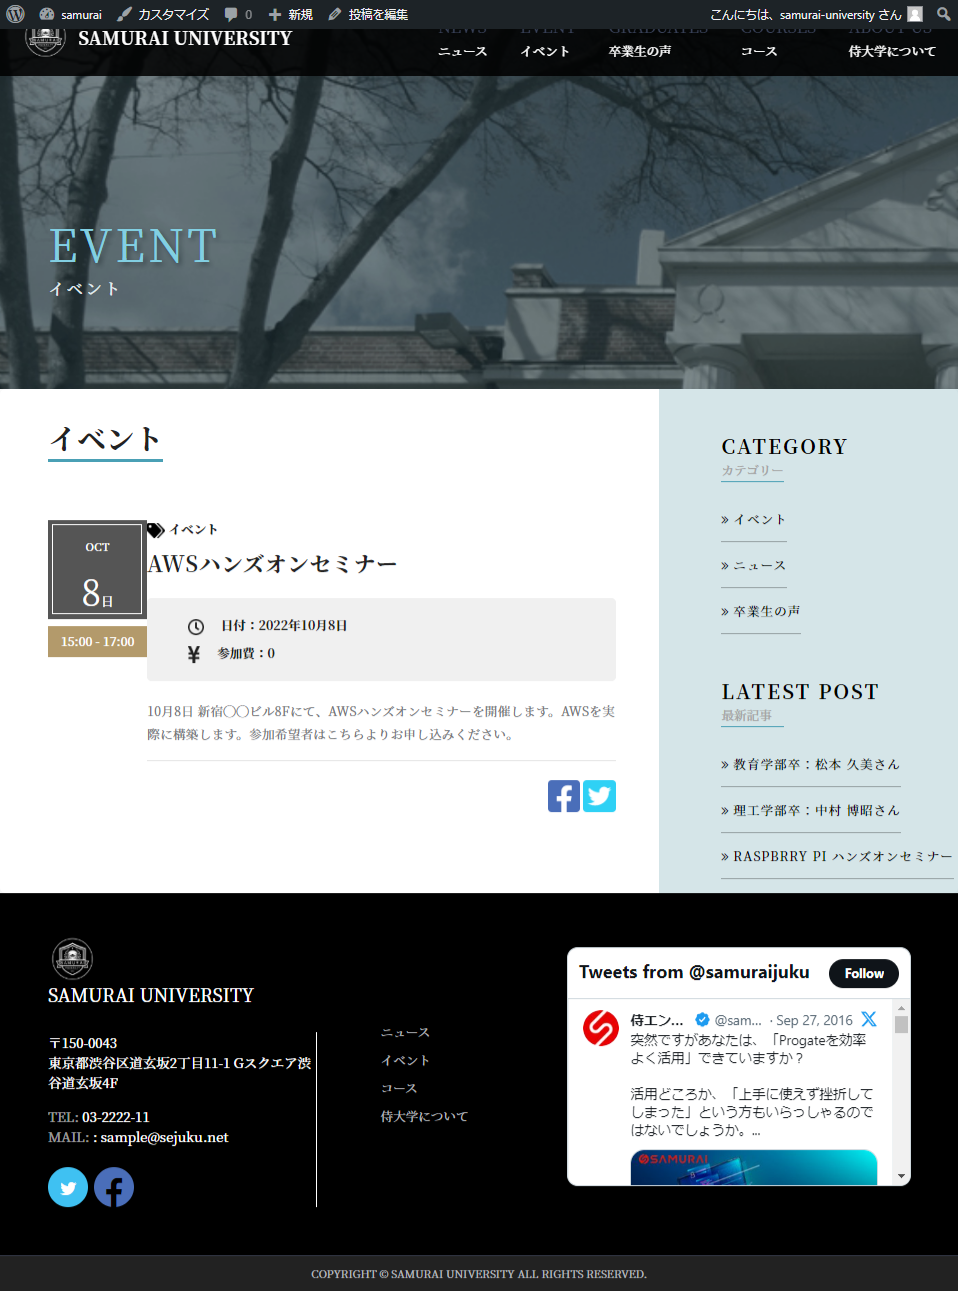 samurai カスタマイズ 0 新規 投稿を編集 こんにちは、samurai-university さん
SAMURAI UNIVERSITY
NEWS EVENT GRADUATES COURSES ABOUT US
ニュース イベント 卒業生の声 コース 侍大学について
EVENT
イベント
イベント
OCT
8日
15:00 - 17:00
イベント
AWSハンズオンセミナー
日付：2022年10月8日
参加費：0
10月8日 新宿◯◯ビル8Fにて、AWSハンズオンセミナーを開催します。AWSを実
際に構築します。参加希望者はこちらよりお申し込みください。
CATEGORY
カテゴリー
» イベント
» ニュース
» 卒業生の声
LATEST POST
最新記事
» 教育学部卒：松本 久美さん
» 理工学部卒：中村 博昭さん
» RASPBRRY PI ハンズオンセミナー
SAMURAI UNIVERSITY
〒150-0043
東京都渋谷区道玄坂2丁目11-1 Gスクエア渋
谷道玄坂4F
TEL: 03-2222-11
MAIL: : sample@sejuku.net
ニュース
イベント
コース
侍大学について
Tweets from @samuraijuku
Follow
侍エン... @sam... · Sep 27, 2016
突然ですがあなたは、「Progateを効率
よく活用」できていますか？
活用どころか、「上手に使えず挫折して
しまった」という方もいらっしゃるので
はないでしょうか。...
@SAMURAI
COPYRIGHT © SAMURAI UNIVERSITY ALL RIGHTS RESERVED.